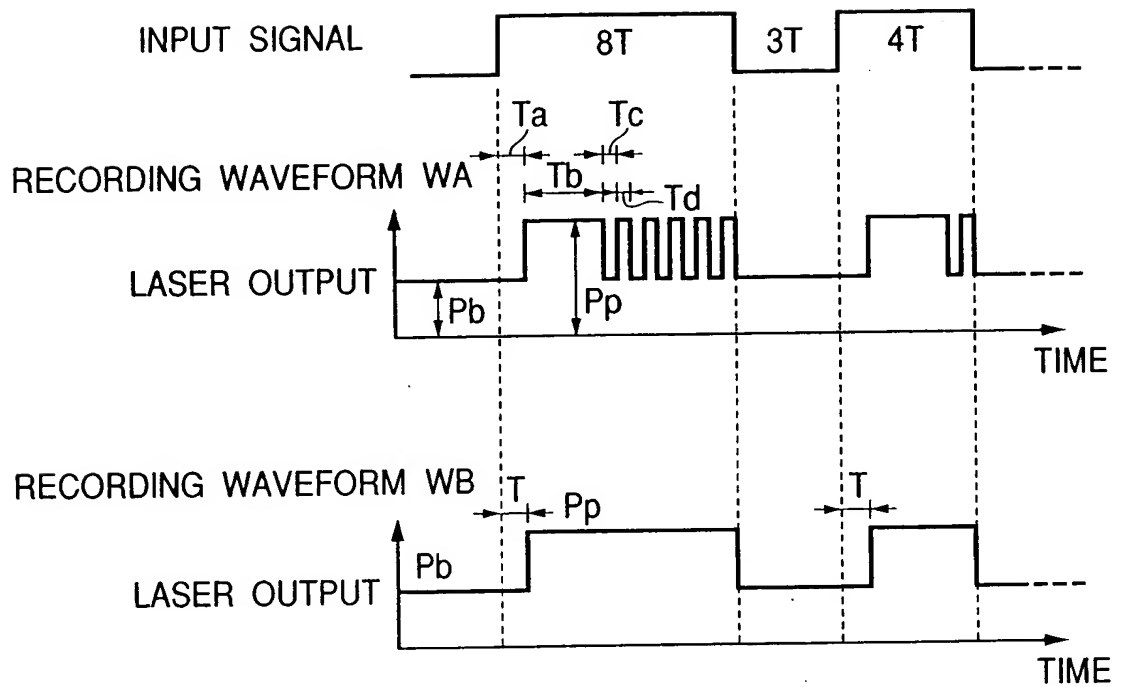 INPUT SIGNAL
8T
3T
4T
Ta
Tc
RECORDING WAVEFORM WA
Tb
Td
LASER OUTPUT
Pb
Pp
TIME
RECORDING WAVEFORM WB
T
Pp
T
Pb
LASER OUTPUT
TIME